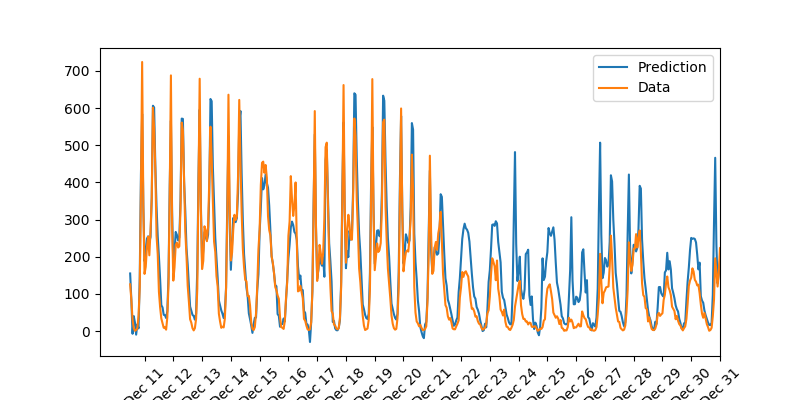 700
600
500
400
300
200
100
0
Prediction
Data
Dec 11
Dec 12
Dec 13
Dec 14
Dec 15
Dec 16
Dec 17
Dec 18
Dec 19
Dec 20
Dec 21
Dec 22
Dec 23
Dec 24
Dec 25
Dec 26
Dec 27
Dec 28
Dec 29
Dec 30
Dec 31